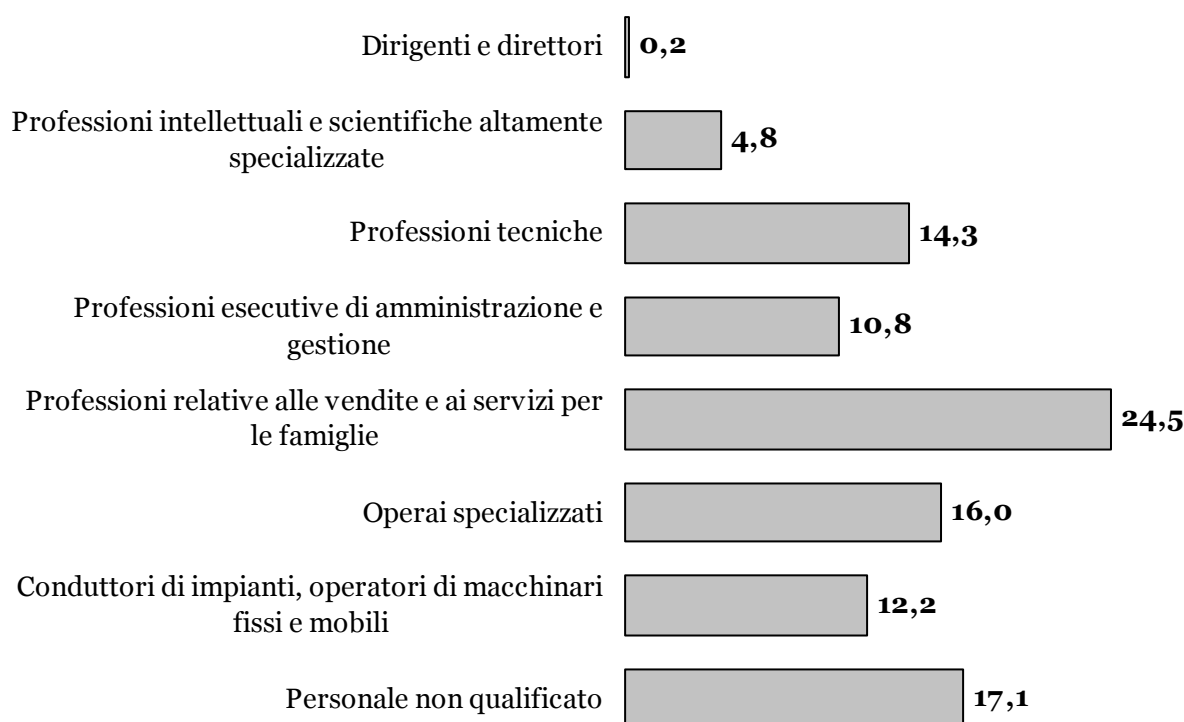 Dirigenti e direttori 0,2
Professioni intellettuali e scientifiche altamente
specializzate 4,8
Professioni tecniche 14,3
Professioni esecutive di amministrazione e
gestione 10,8
Professioni relative alle vendite e ai servizi per
le famiglie 24,5
Operai specializzati 16,0
Conduttori di impianti, operatori di macchinari
fissi e mobili 12,2
Personale non qualificato 17,1